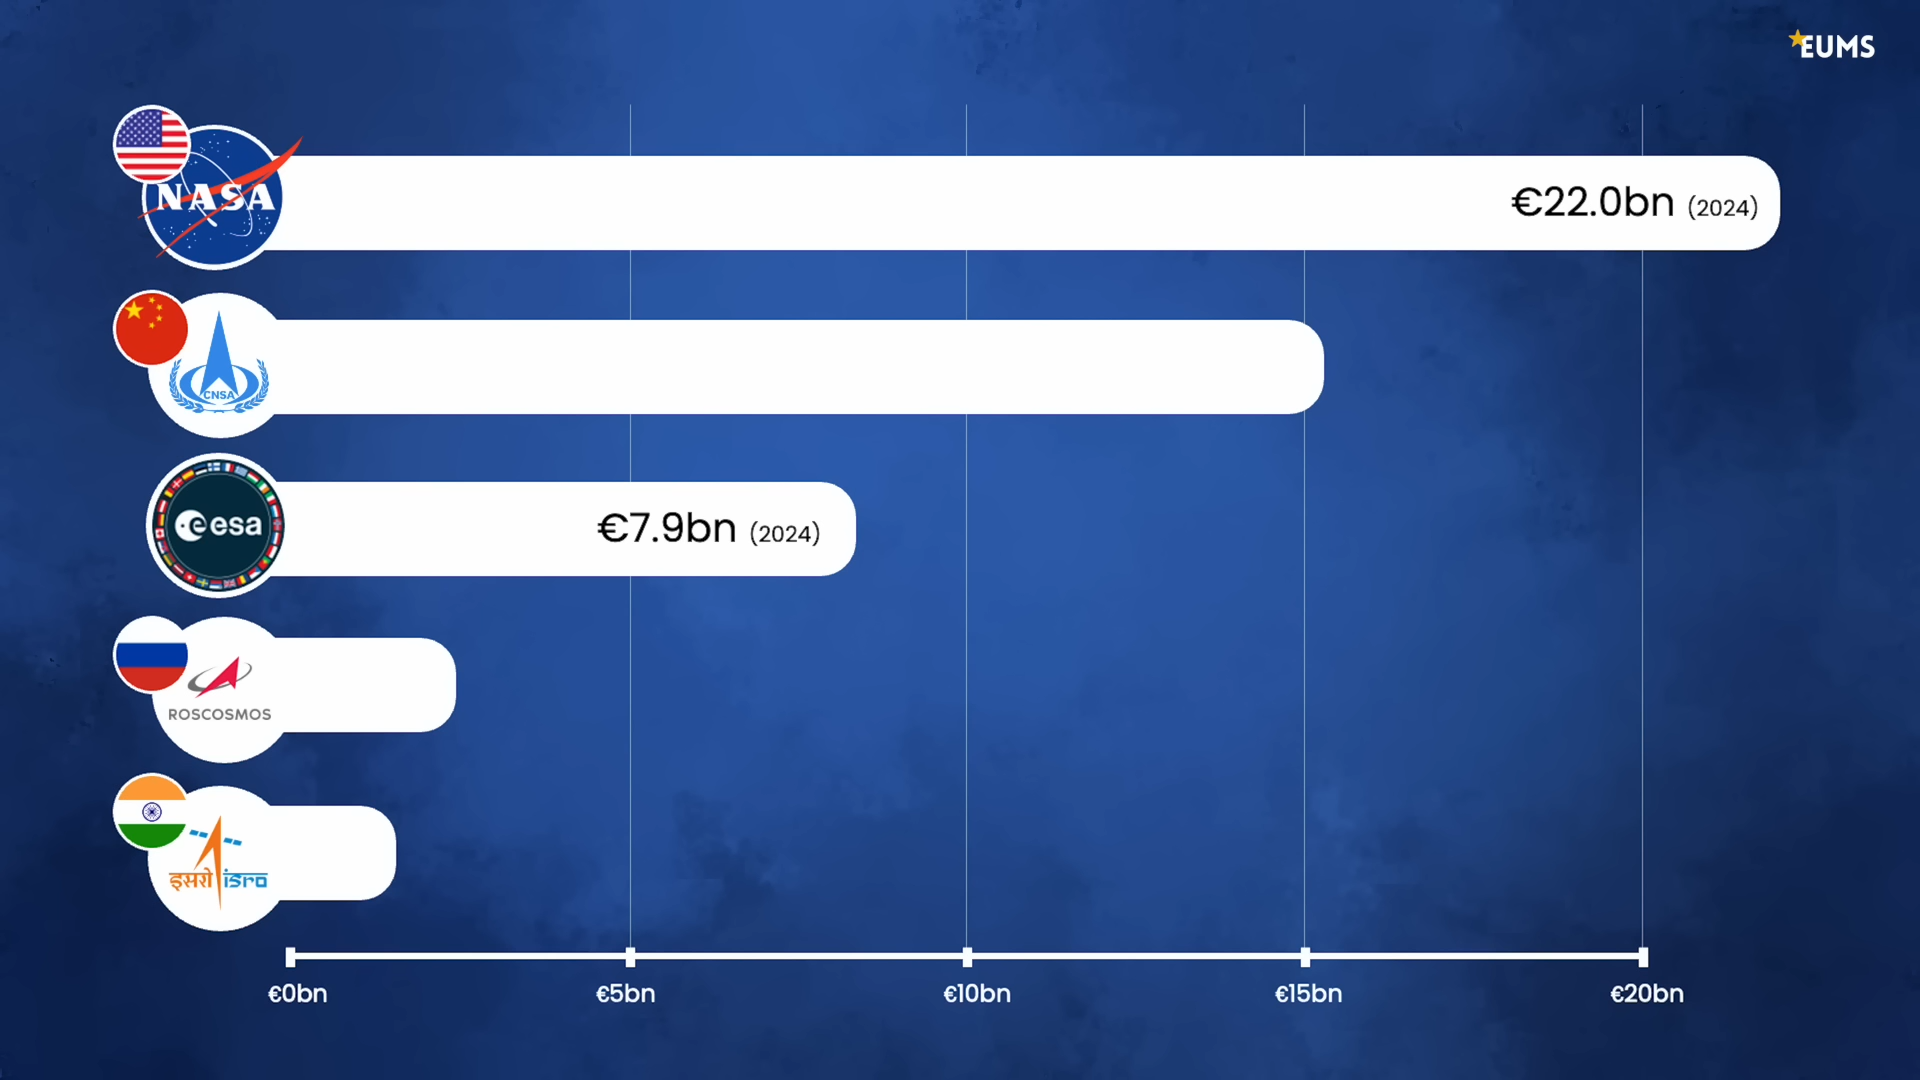 EUMS
NASA
€22.0bn (2024)
CNSA
esa
€7.9bn (2024)
ROSCOSMOS
इसरो isro
€0bn €5bn €10bn €15bn €20bn